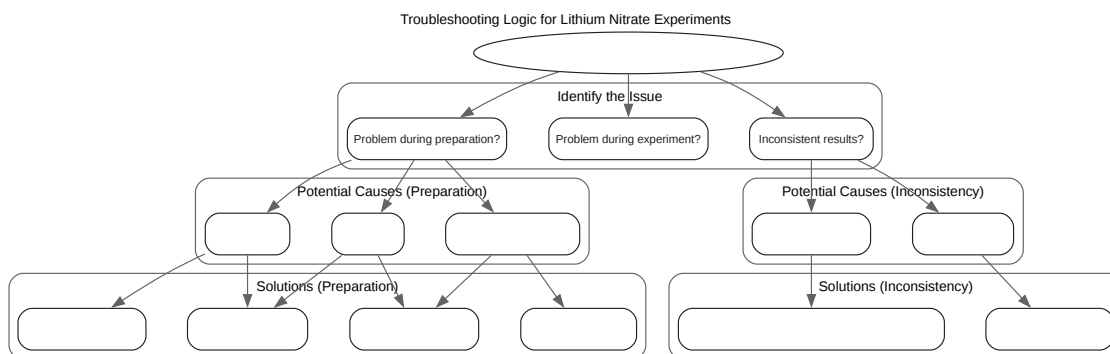 Troubleshooting Logic for Lithium Nitrate Experiments
Identify the Issue
Problem during preparation?
Problem during experiment?
Inconsistent results?
Potential Causes (Preparation)
Potential Causes (Inconsistency)
Solutions (Preparation)
Solutions (Inconsistency)